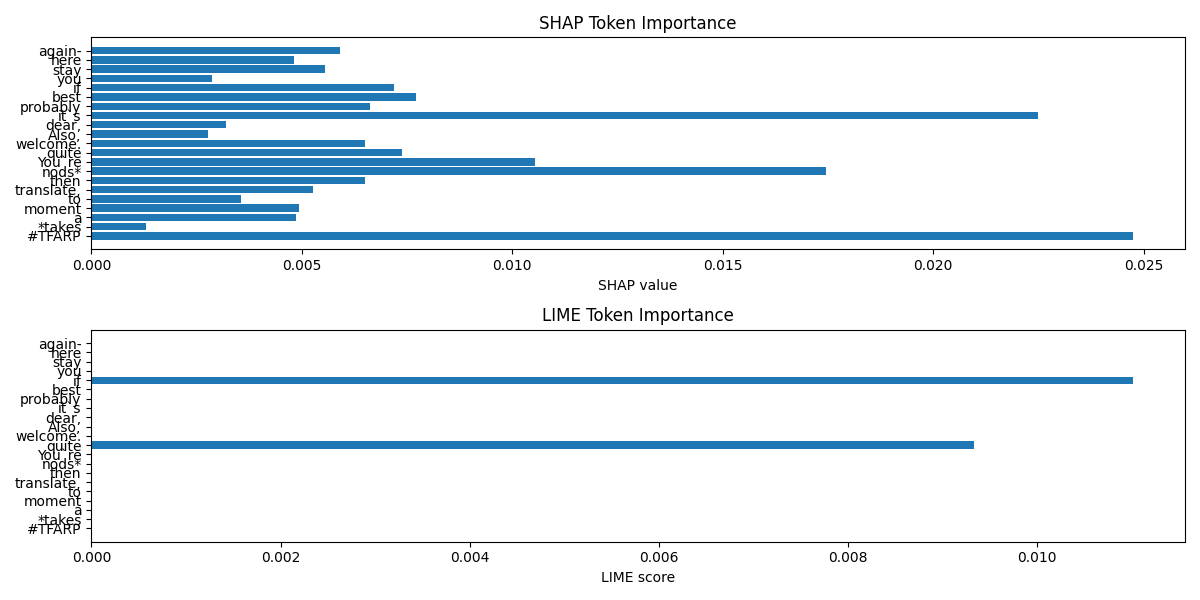 SHAP Token Importance
again-
here
stay
you
if
best
probably
it`s
dear,
Also,
welcome.
quite
You`re
nods*
then
translate,
to
moment
a
*takes
#TFARP
0.000 0.005 0.010 0.015 0.020 0.025
SHAP value
LIME Token Importance
again-
here
stay
you
if
best
probably
it`s
dear,
Also,
welcome.
quite
You`re
nods*
then
translate,
to
moment
a
*takes
#TFARP
0.000 0.002 0.004 0.006 0.008 0.010
LIME score